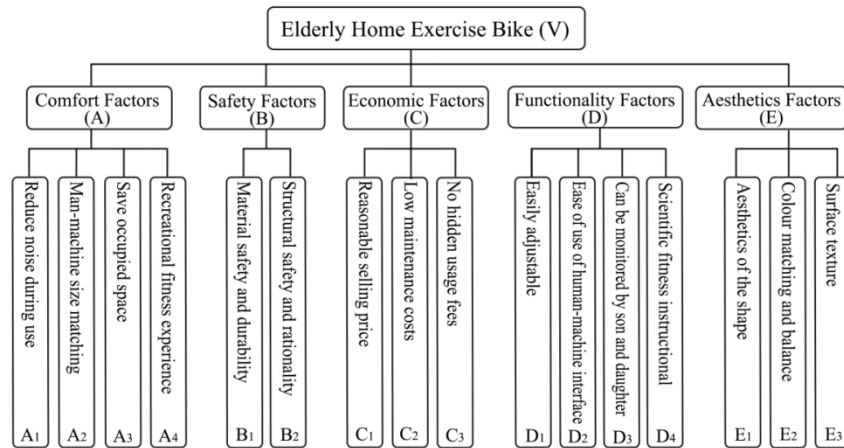 Elderly Home Exercise Bike (V)
Comfort Factors
(A)
Safety Factors
(B)
Economic Factors
(C)
Functionality Factors
(D)
Aesthetics Factors
(E)
Reduce noise during use
A1
Man-machine size matching
A2
Save occupied space
A3
Recreational fitness experience
A4
Material safety and durability
B1
Structural safety and rationality
B2
Reasonable selling price
C1
Low maintenance costs
C2
No hidden usage fees
C3
Easily adjustable
D1
Ease of use of human-machine interface
D2
Can be monitored by son and daughter
D3
Scientific fitness instructional
D4
Aesthetics of the shape
E1
Colour matching and balance
E2
Surface texture
E3